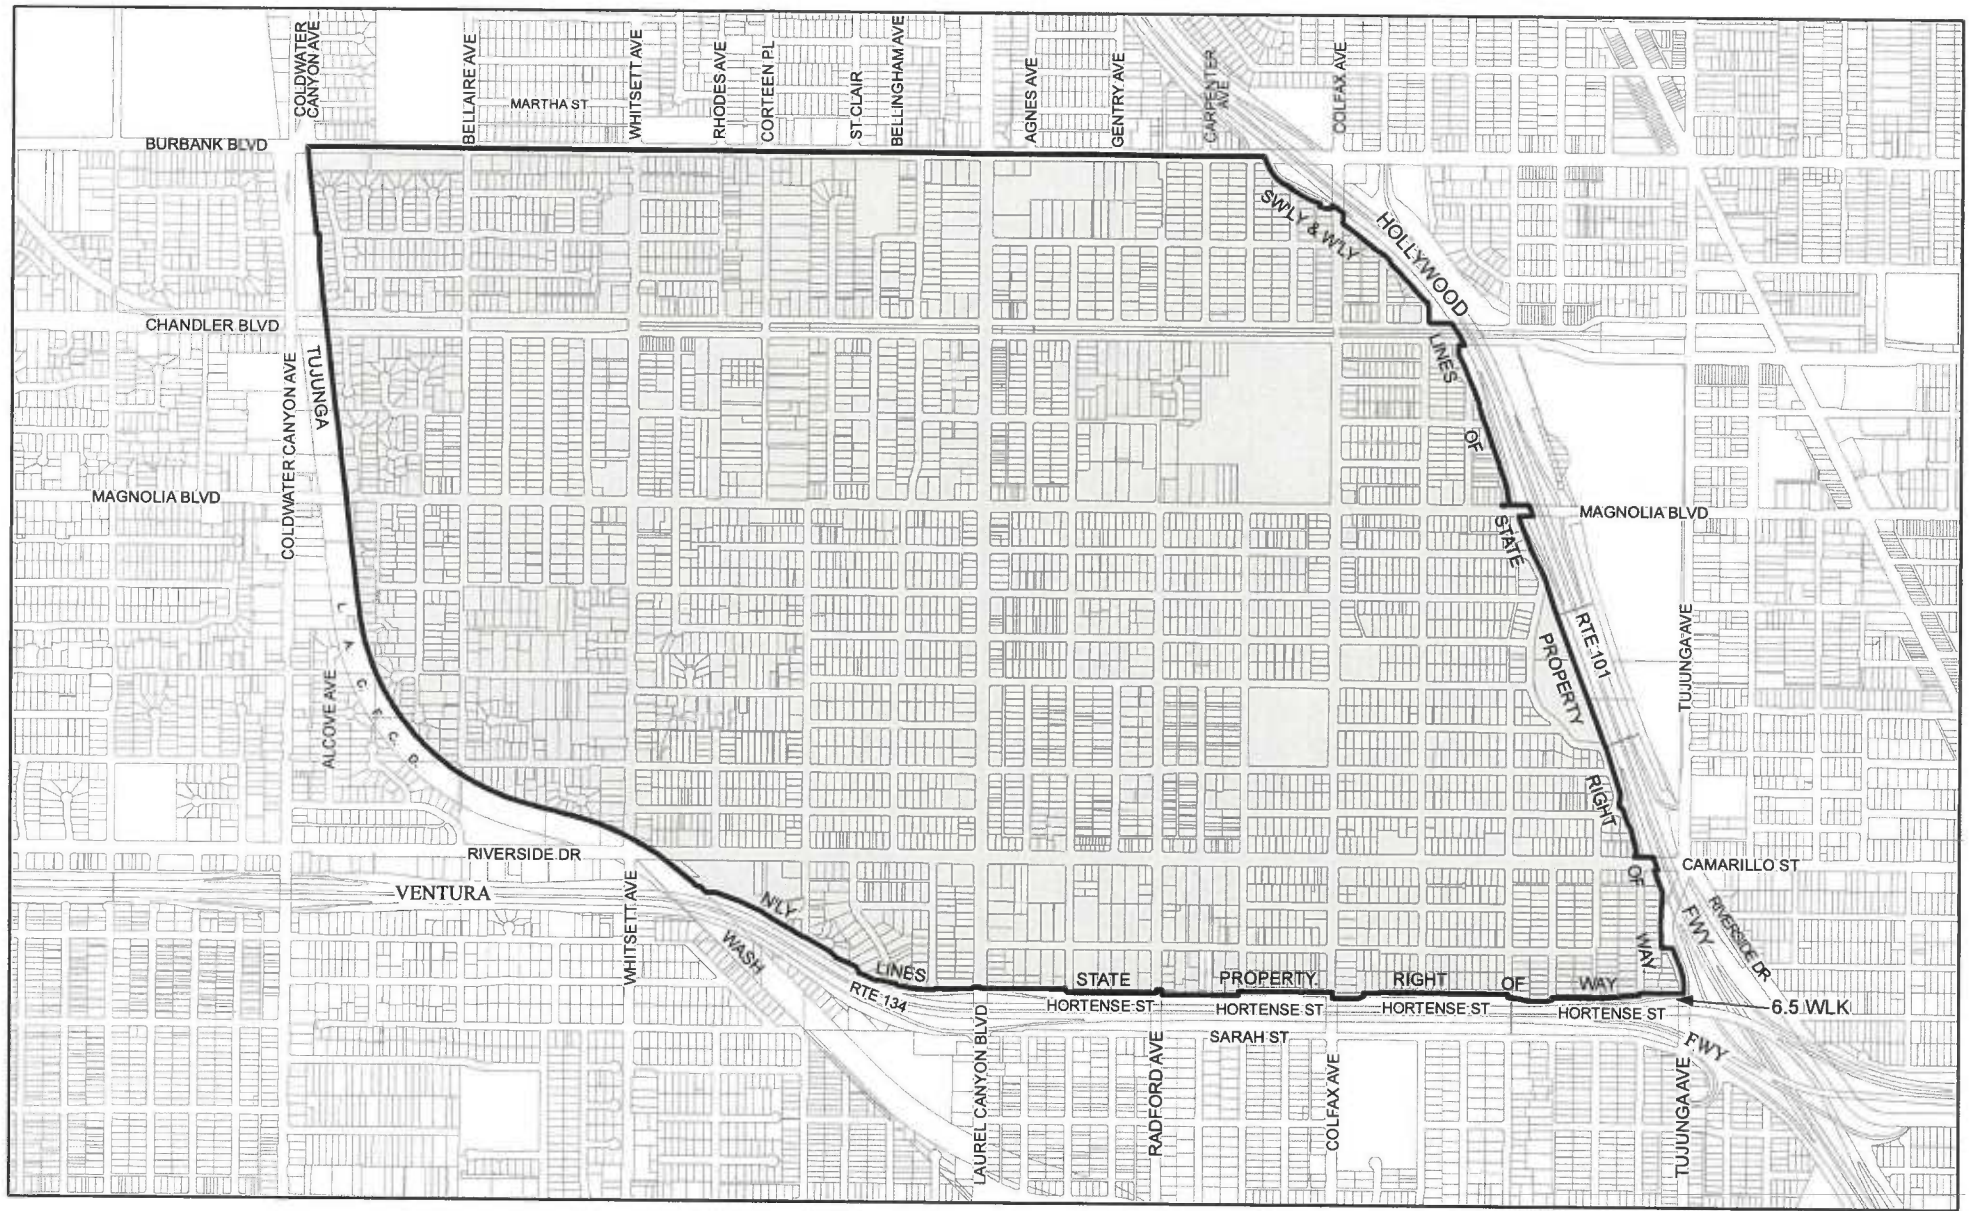 COLDWATER
CANYON AVE
BELLAIRE AVE
MARTHA ST
WHITSETT AVE
RHODES AVE
CORTEEN PL
ST CLAIR
BELLINGHAM AVE
AGNES AVE
GENTRY AVE
CARPENTER
AVE
COLFAX AVE
BURBANK BLVD
SW'LY & W'LY
HOLLYWOOD
CHANDLER BLVD
TUJUNGA
LINES
COLDWATER CANYON AVE
OF
MAGNOLIA BLVD
MAGNOLIA BLVD
STATE
L. A. C. F. C. D.
RTE 101
TUJUNGA AVE
PROPERTY
ALCOVE AVE
RIGHT
RIVERSIDE DR
CAMARILLO ST
OF
VENTURA
WHITSETT AVE
N'LY
FWY
RIVERSIDE DR
WASH
WAY
LINES
STATE
PROPERTY
RIGHT
OF
WAY
RTE 134
HORTENSE ST
HORTENSE ST
HORTENSE ST
HORTENSE ST
6.5 WLK
SARAH ST
FWY
LAUREL CANYON BLVD
RADFORD AVE
COLFAX AVE
TUJUNGA AVE